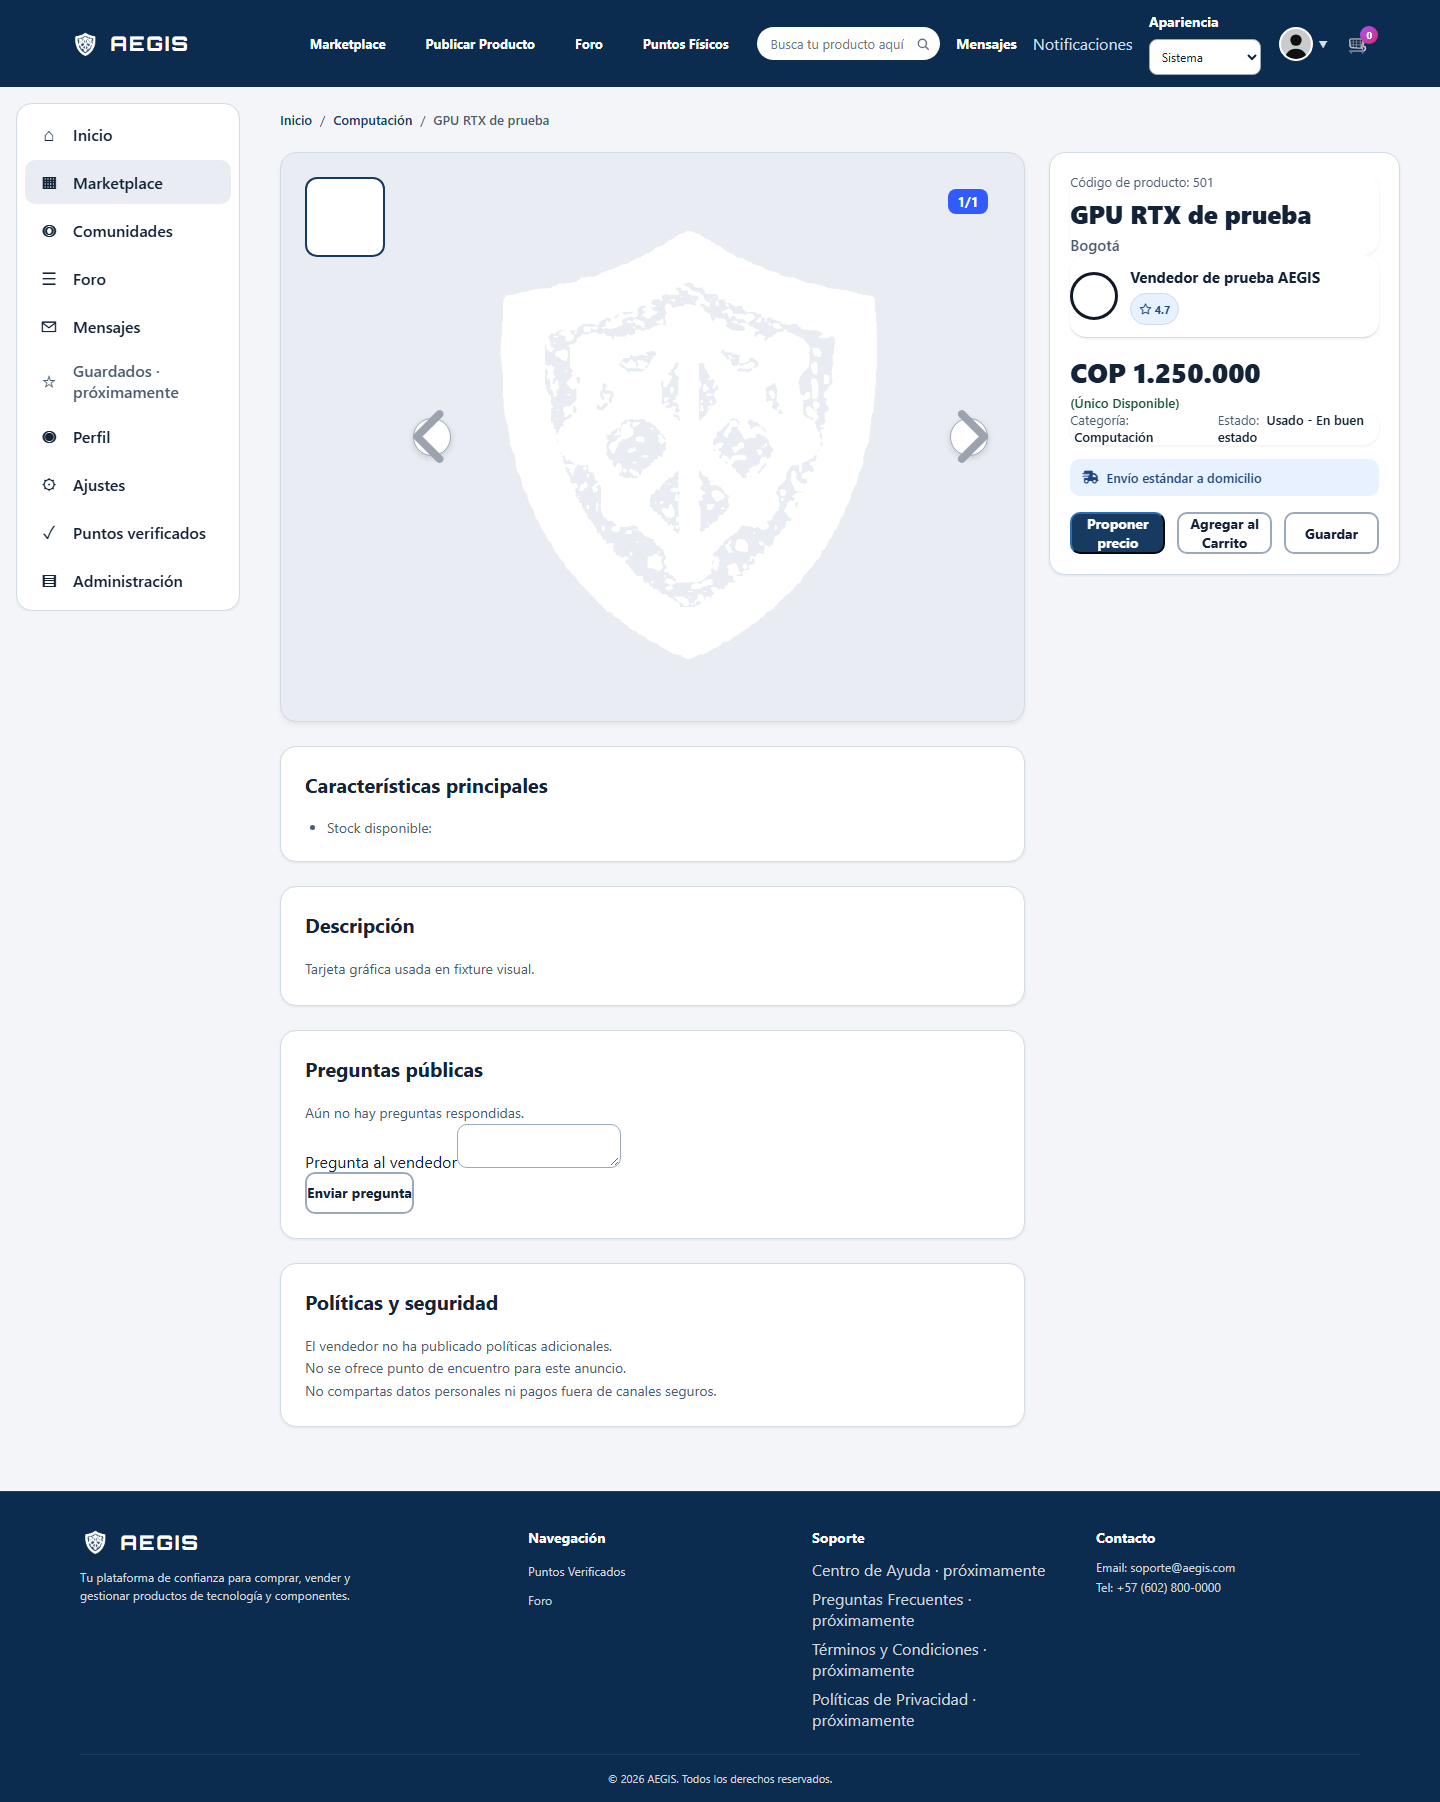 AEGIS
Marketplace
Publicar Producto
Foro
Puntos Físicos
Busca tu producto aquí
Mensajes
Notificaciones
Apariencia
Sistema
0
Inicio
Marketplace
Comunidades
Foro
Mensajes
Guardados ·
próximamente
Perfil
Ajustes
Puntos verificados
Administración
Inicio / Computación / GPU RTX de prueba
1/1
Código de producto: 501
GPU RTX de prueba
Bogotá
Vendedor de prueba AEGIS
4.7
COP 1.250.000
(Único Disponible)
Categoría:
Computación
Estado: Usado - En buen
estado
Envío estándar a domicilio
Proponer
precio
Agregar al
Carrito
Guardar
Características principales
• Stock disponible:
Descripción
Tarjeta gráfica usada en fixture visual.
Preguntas públicas
Aún no hay preguntas respondidas.
Pregunta al vendedor
Enviar pregunta
Políticas y seguridad
El vendedor no ha publicado políticas adicionales.
No se ofrece punto de encuentro para este anuncio.
No compartas datos personales ni pagos fuera de canales seguros.
AEGIS
Tu plataforma de confianza para comprar, vender y
gestionar productos de tecnología y componentes.
Navegación
Puntos Verificados
Foro
Soporte
Centro de Ayuda · próximamente
Preguntas Frecuentes ·
próximamente
Términos y Condiciones ·
próximamente
Políticas de Privacidad ·
próximamente
Contacto
Email: soporte@aegis.com
Tel: +57 (602) 800-0000
© 2026 AEGIS. Todos los derechos reservados.